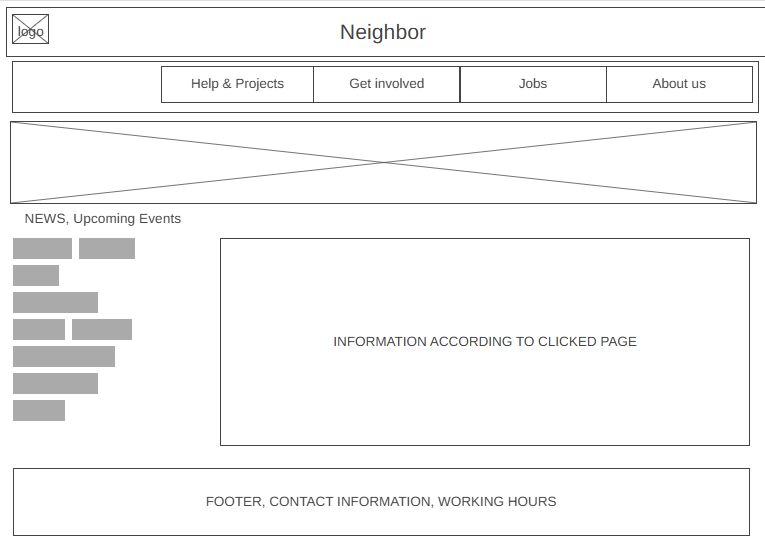 logo
Neighbor
Help & Projects
Get involved
Jobs
About us
NEWS, Upcoming Events
INFORMATION ACCORDING TO CLICKED PAGE
FOOTER, CONTACT INFORMATION, WORKING HOURS